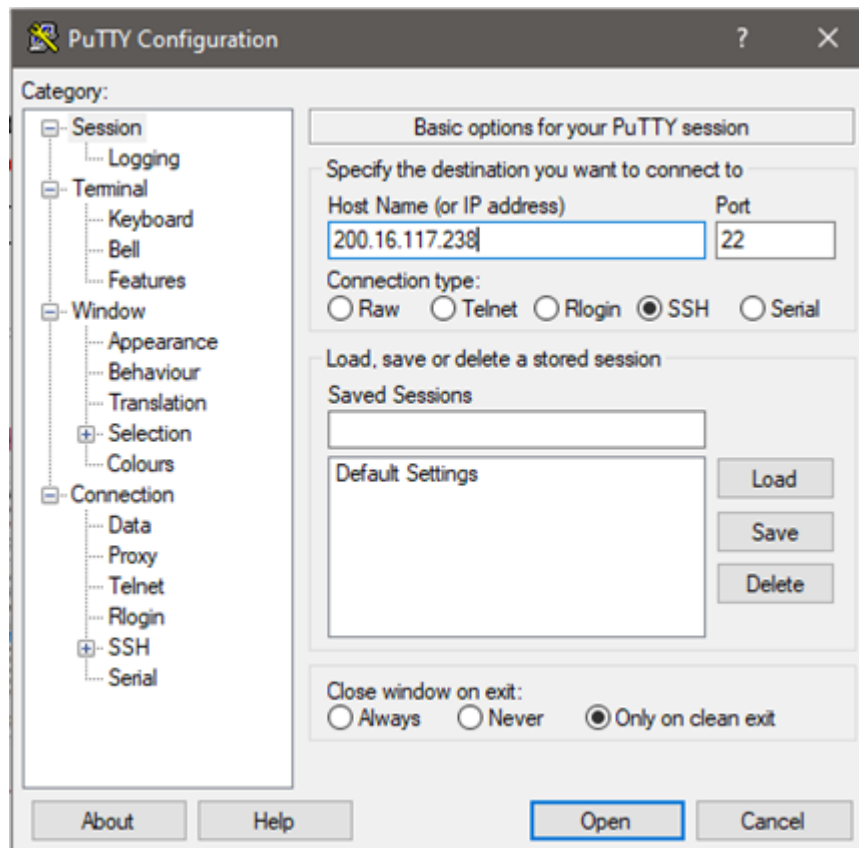 PuTTY Configuration
? ×
Category:
Session
Logging
Terminal
Keyboard
Bell
Features
Window
Appearance
Behaviour
Translation
Selection
Colours
Connection
Data
Proxy
Telnet
Rlogin
SSH
Serial
Basic options for your PuTTY session
Specify the destination you want to connect to
Host Name (or IP address) Port
200.16.117.238 22
Connection type:
Raw Telnet Rlogin SSH Serial
Load, save or delete a stored session
Saved Sessions
Default Settings
Load
Save
Delete
Close window on exit:
Always Never Only on clean exit
About Help Open Cancel